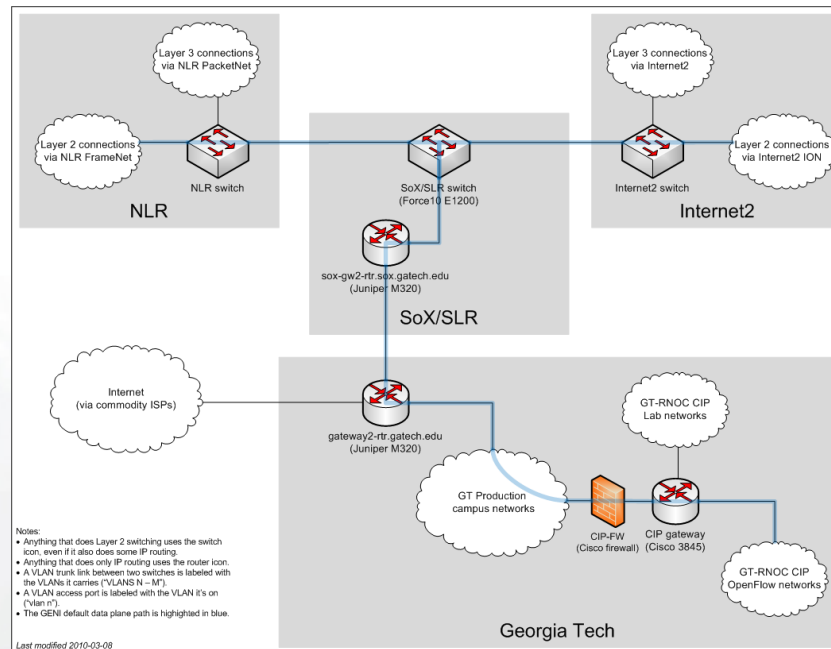 Layer 3 connections
via NLR PacketNet
Layer 2 connections
via NLR FrameNet
NLR switch
NLR
SoX/SLR switch
(Force10 E1200)
sox-gw2-rtr.sox.gatech.edu
(Juniper M320)
SoX/SLR
Layer 3 connections
via Internet2
Layer 2 connections
via Internet2 ION
Internet2 switch
Internet2
Internet
(via commodity ISPs)
gateway2-rtr.gatech.edu
(Juniper M320)
GT Production
campus networks
CIP-FW
(Cisco firewall)
GT-RNOC CIP
Lab networks
CIP gateway
(Cisco 3845)
GT-RNOC CIP
OpenFlow networks
Georgia Tech
Notes:
• Anything that does Layer 2 switching uses the switch
icon, even if it also does some IP routing.
• Anything that does only IP routing uses the router icon.
• A VLAN trunk link between two switches is labeled with
the VLANs it carries ("VLANS N – M").
• A VLAN access port is labeled with the VLAN it's on
("vlan n").
• The GENI default data plane path is highlighted in blue.
Last modified 2010-03-08